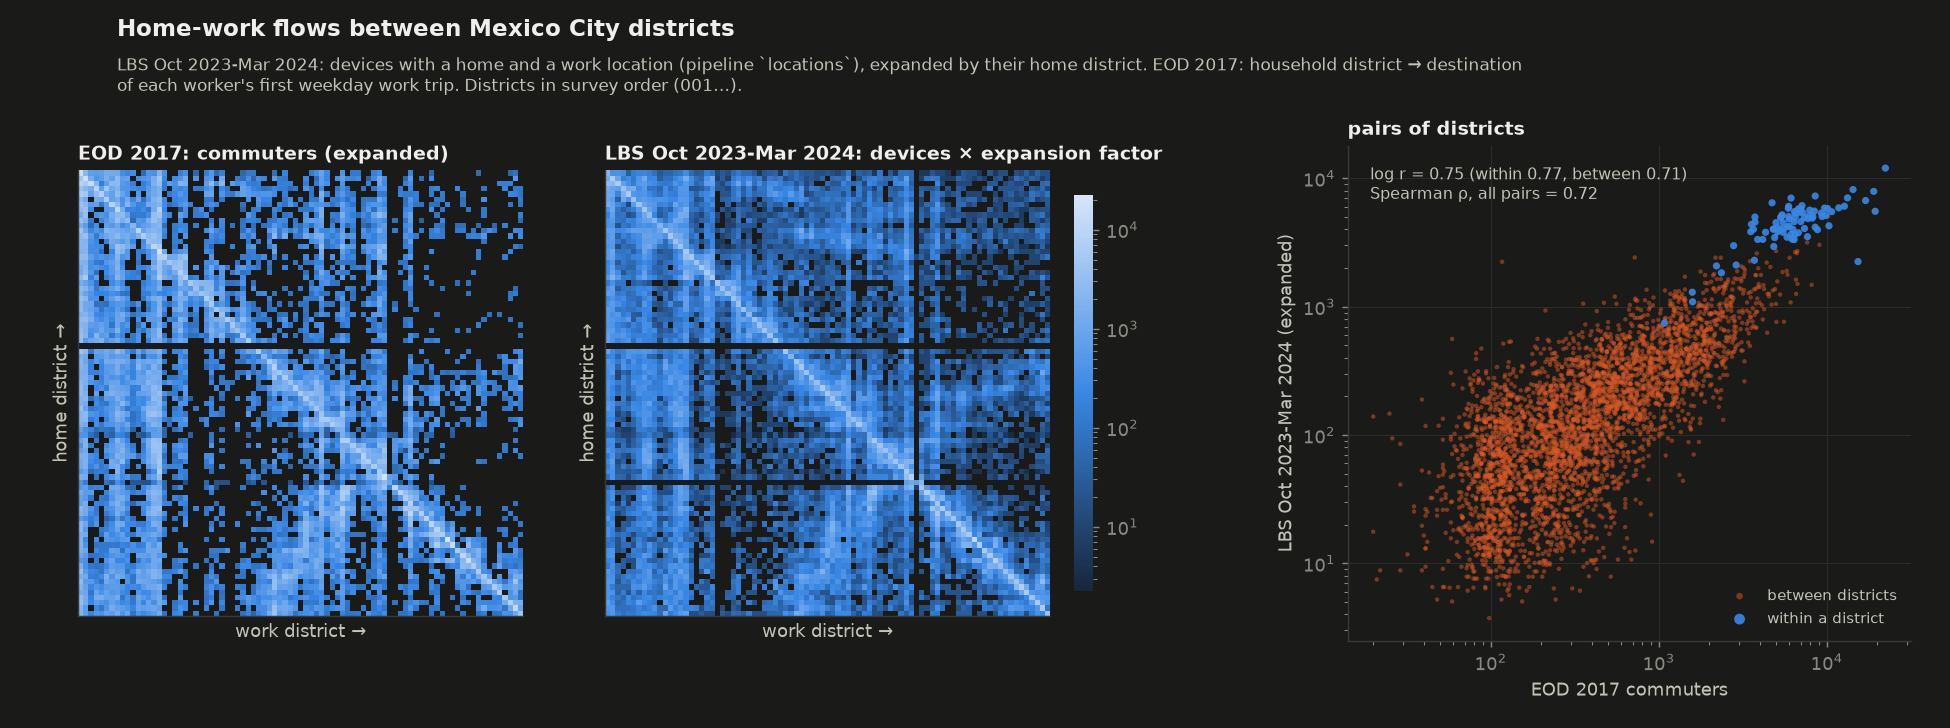 Home-work flows between Mexico City districts
LBS Oct 2023-Mar 2024: devices with a home and a work location (pipeline `locations`), expanded by their home district. EOD 2017: household district → destination
of each worker's first weekday work trip. Districts in survey order (001...).
EOD 2017: commuters (expanded)
home district →
work district →
LBS Oct 2023-Mar 2024: devices × expansion factor
home district →
work district →
10⁴
10³
10²
10¹
pairs of districts
log r = 0.75 (within 0.77, between 0.71)
Spearman ρ, all pairs = 0.72
LBS Oct 2023-Mar 2024 (expanded)
10⁴
10³
10²
10¹
between districts
within a district
10² 10³ 10⁴
EOD 2017 commuters